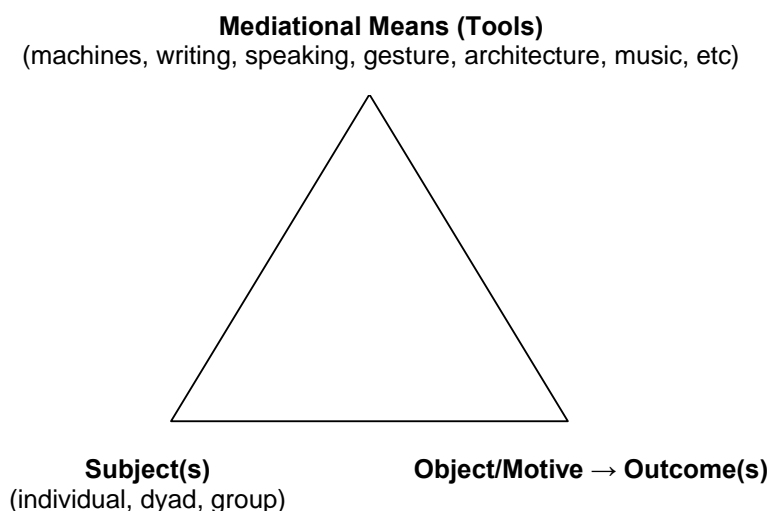 Mediational Means (Tools)
(machines, writing, speaking, gesture, architecture, music, etc)
Subject(s)
(individual, dyad, group)
Object/Motive → Outcome(s)